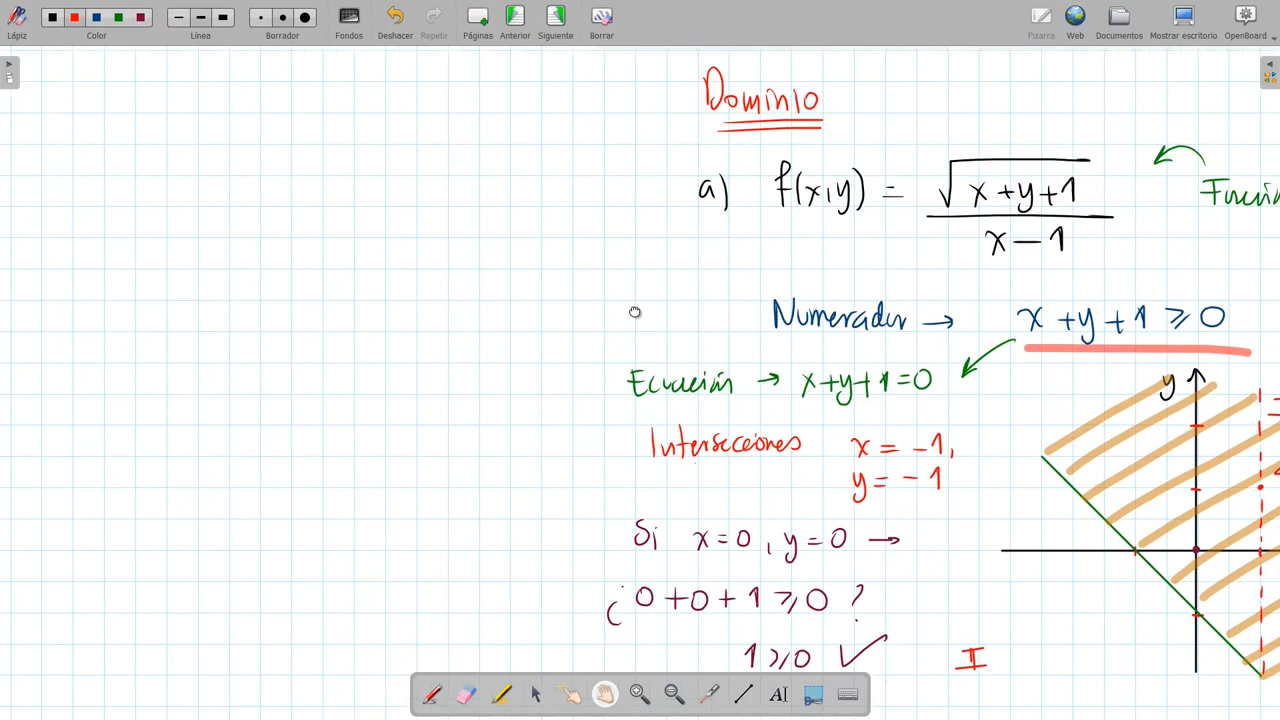 Lápiz Color Línea Borrador Fondos Deshacer Repetir Páginas Anterior Siguiente Borrar Pizarra Web Documentos Mostrar escritorio OpenBoard
Dominio
a) f(x,y) = √x+y+1
x-1
Numerador → x+y+1 ≥ 0
Ecuación → x+y+1=0
y
Intersecciones x = -1,
y = -1
Si x=0, y=0 →
¿0+0+1≥0?
1≥0 ✓
I
AI